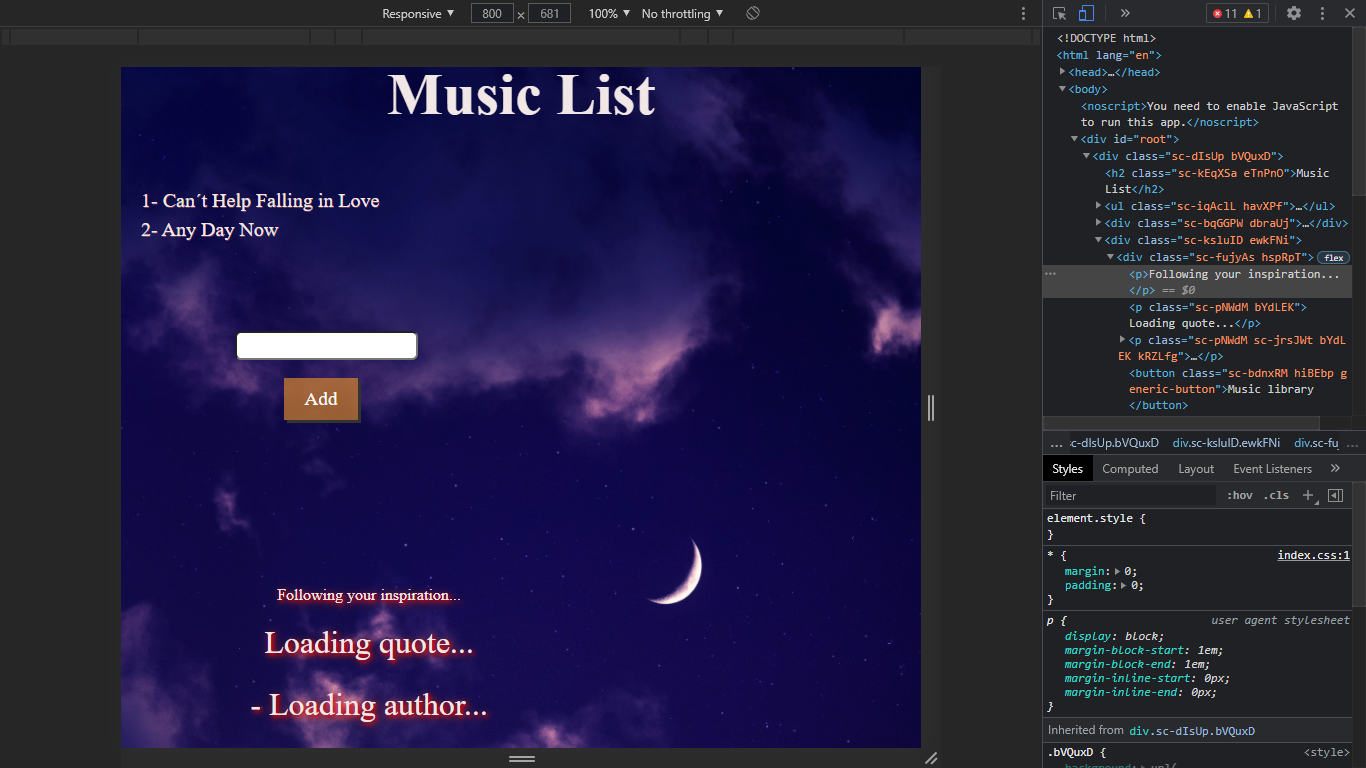 Responsive ▼ 800 × 681 100% ▼ No throttling ▼
11 1
<!DOCTYPE html>
<html lang="en">
<head>…</head>
<body>
<noscript>You need to enable JavaScript
to run this app.</noscript>
<div id="root">
<div class="sc-dIsUp bVQuxD">
<h2 class="sc-kEqXSa eTnPnO">Music
List</h2>
<ul class="sc-iqAclL havXPf">…</ul>
<div class="sc-bqGGPW dbraUj">…</div>
<div class="sc-ksluID ewkFNi">
<div class="sc-fujyAs hspRpT"> flex
<p>Following your inspiration...
</p> == $0
<p class="sc-pNWdM bYdLEK">
Loading quote...</p>
<p class="sc-pNWdM sc-jrsJWt bYdL
EK kRZLfg">…</p>
<button class="sc-bdnxRM hiBEbp g
eneric-button">Music library
</button>
... sc-dIsUp.bVQuxD div.sc-ksluID.ewkFNi div.sc-fuj ...
Styles Computed Layout Event Listeners »
Filter :hov .cls +
element.style {
}
* { index.css:1
margin: 0;
padding: 0;
}
p { user agent stylesheet
display: block;
margin-block-start: 1em;
margin-block-end: 1em;
margin-inline-start: 0px;
margin-inline-end: 0px;
}
Inherited from div.sc-dIsUp.bVQuxD
.bVQuxD { <style>
background: url(
Music List
1- Can´t Help Falling in Love
2- Any Day Now
Add
Following your inspiration...
Loading quote...
- Loading author...